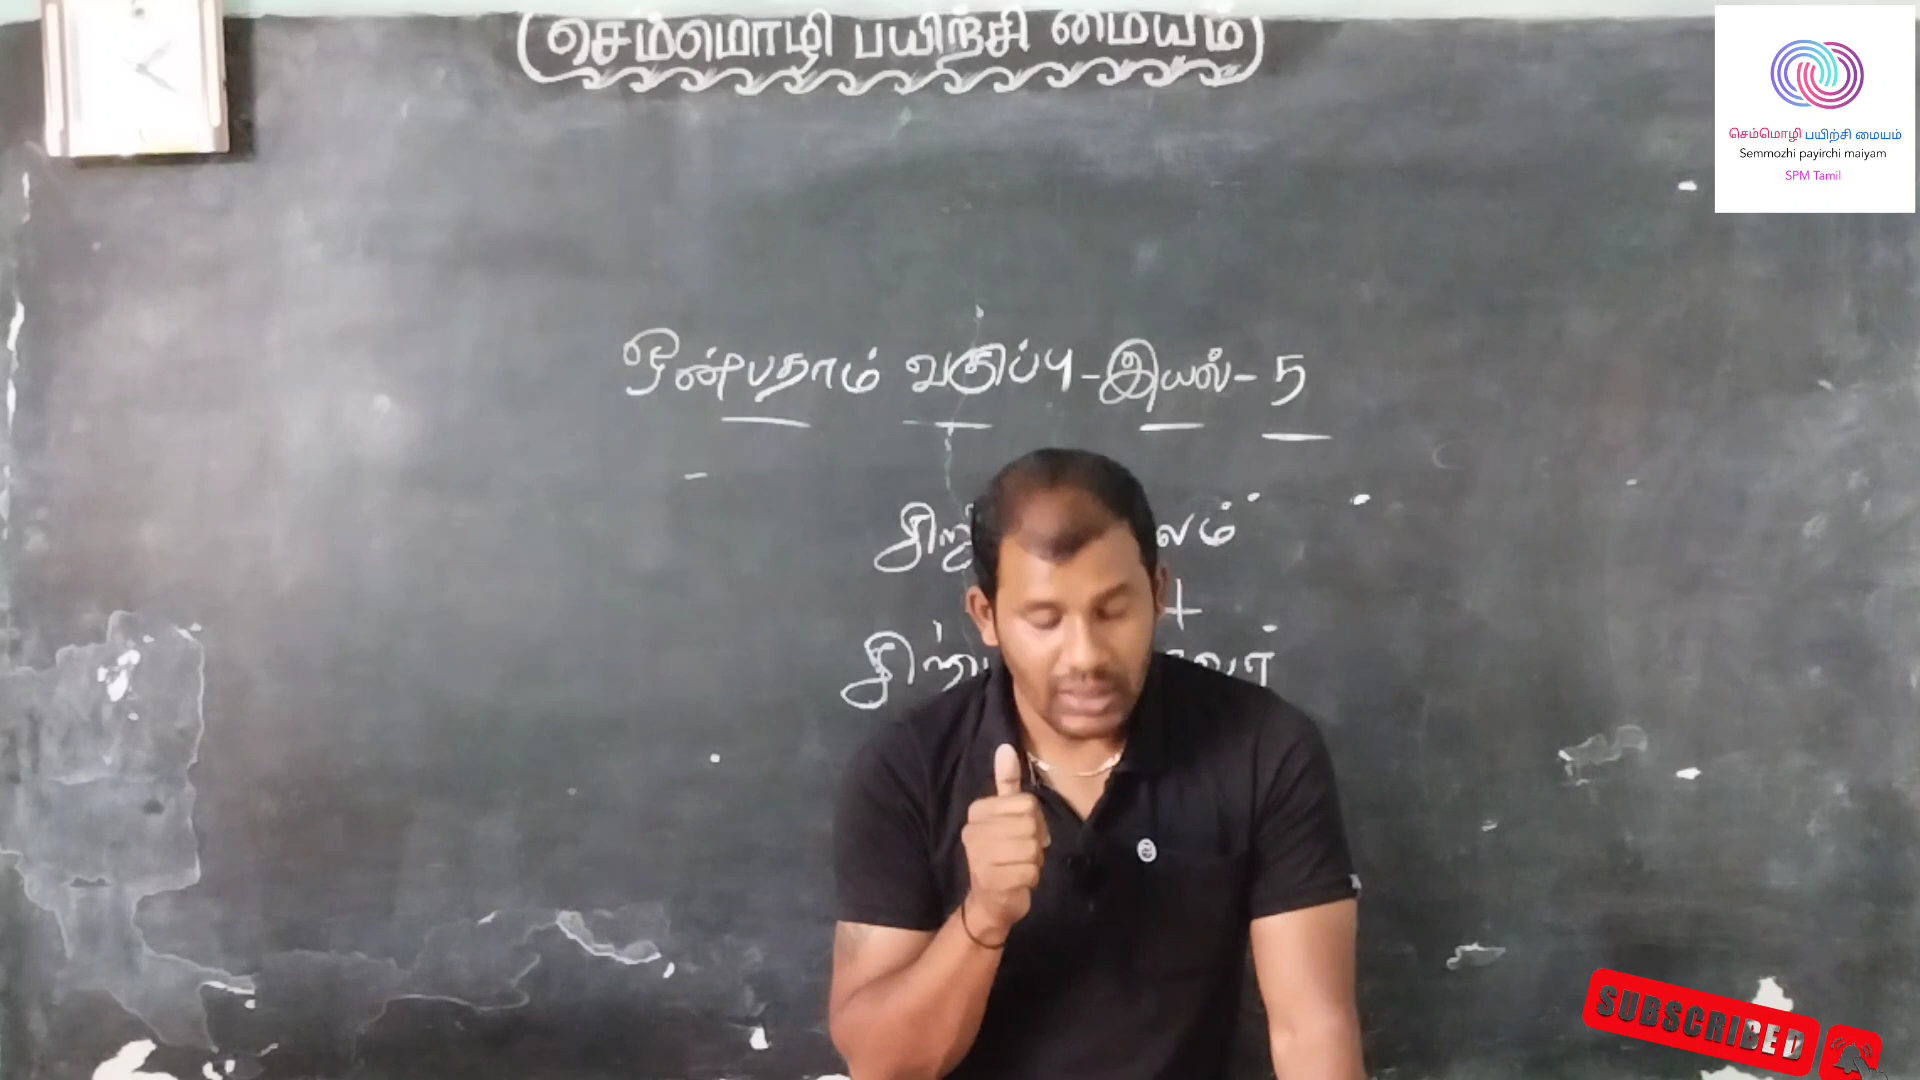 (செம்மொழி பயிற்சி மையம்)
செம்மொழி பயிற்சி மையம்
Semmozhi payirchi maiyam
SPM Tamil
ஒன்பதாம் வகுப்பு - இயல் - 5
SUBSCRIBED